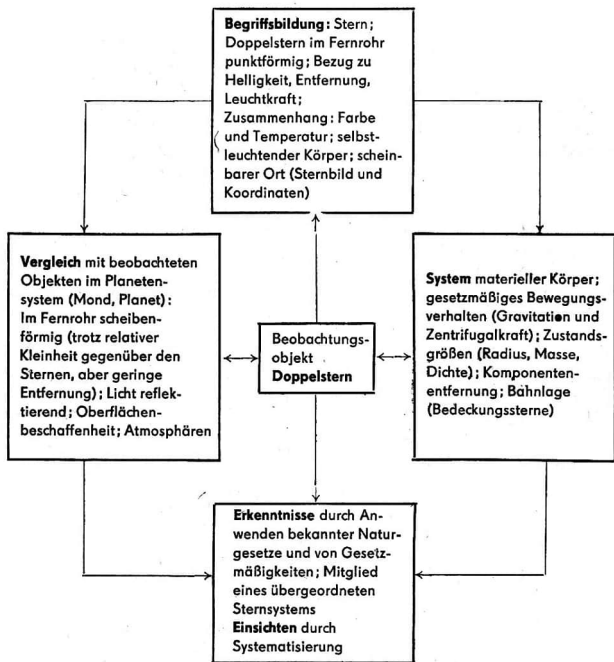 Begriffsbildung: Stern;
Doppelstern im Fernrohr
punktförmig; Bezug zu
Helligkeit, Entfernung,
Leuchtkraft;
Zusammenhang: Farbe
und Temperatur; selbst-
leuchtender Körper; schein-
barer Ort (Sternbild und
Koordinaten)
Vergleich mit beobachteten
Objekten im Planeten-
system (Mond, Planet):
Im Fernrohr scheiben-
förmig (trotz relativer
Kleinheit gegenüber den
Sternen, aber geringe
Entfernung); Licht reflek-
tierend; Oberflächen-
beschaffenheit; Atmosphären
Beobachtungs-
objekt
Doppelstern
System materieller Körper;
gesetzmäßiges Bewegungs-
verhalten (Gravitation und
Zentrifugalkraft); Zustands-
größen (Radius, Masse,
Dichte); Komponenten-
entfernung; Bahnlage
(Bedeckungssterne)
Erkenntnisse durch An-
wenden bekannter Natur-
gesetze und von Gesetz-
mäßigkeiten; Mitglied
eines übergeordneten
Sternsystems
Einsichten durch
Systematisierung